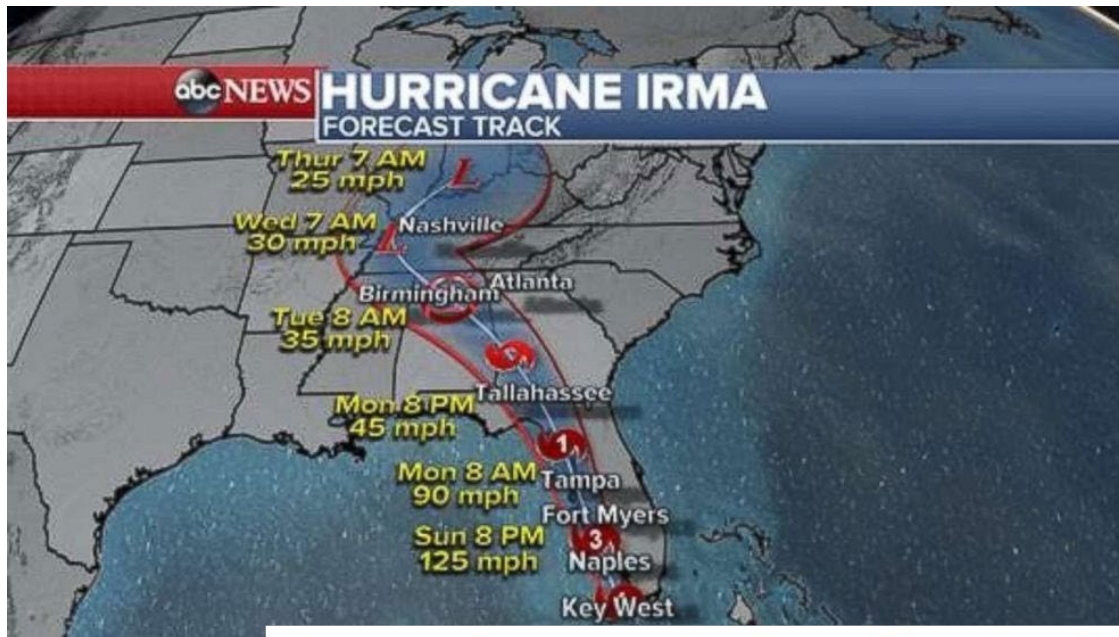 abc NEWS
HURRICANE IRMA
FORECAST TRACK
Thur 7 AM
25 mph
L
Wed 7 AM
30 mph
Nashville
L
Atlanta
Birmingham
Tue 8 AM
35 mph
Tallahassee
Mon 8 PM
45 mph
1
Mon 8 AM
90 mph
Tampa
Fort Myers
Sun 8 PM
125 mph
3
Naples
Key West